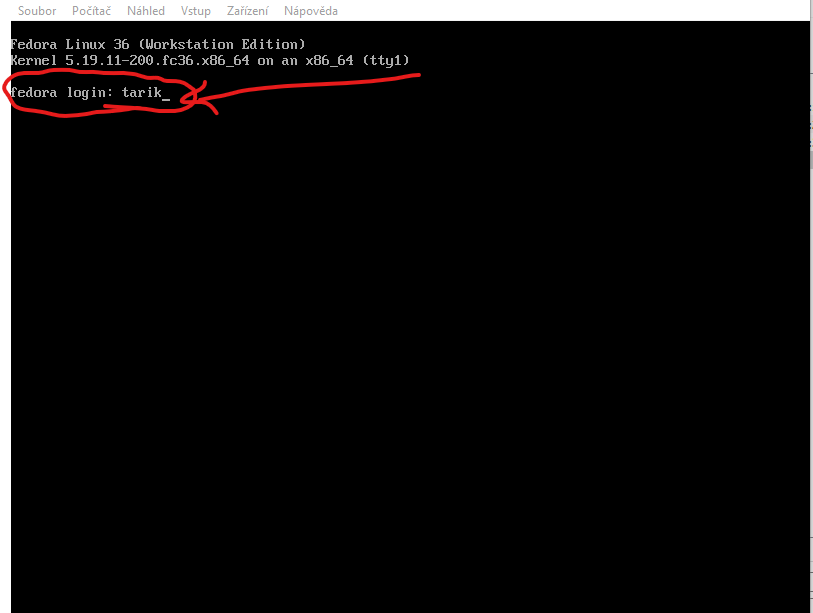 Soubor Počítač Náhled Vstup Zařízení Nápověda
Fedora Linux 36 (Workstation Edition)
Kernel 5.19.11-200.fc36.x86_64 on an x86_64 (tty1)
fedora login: tarik_